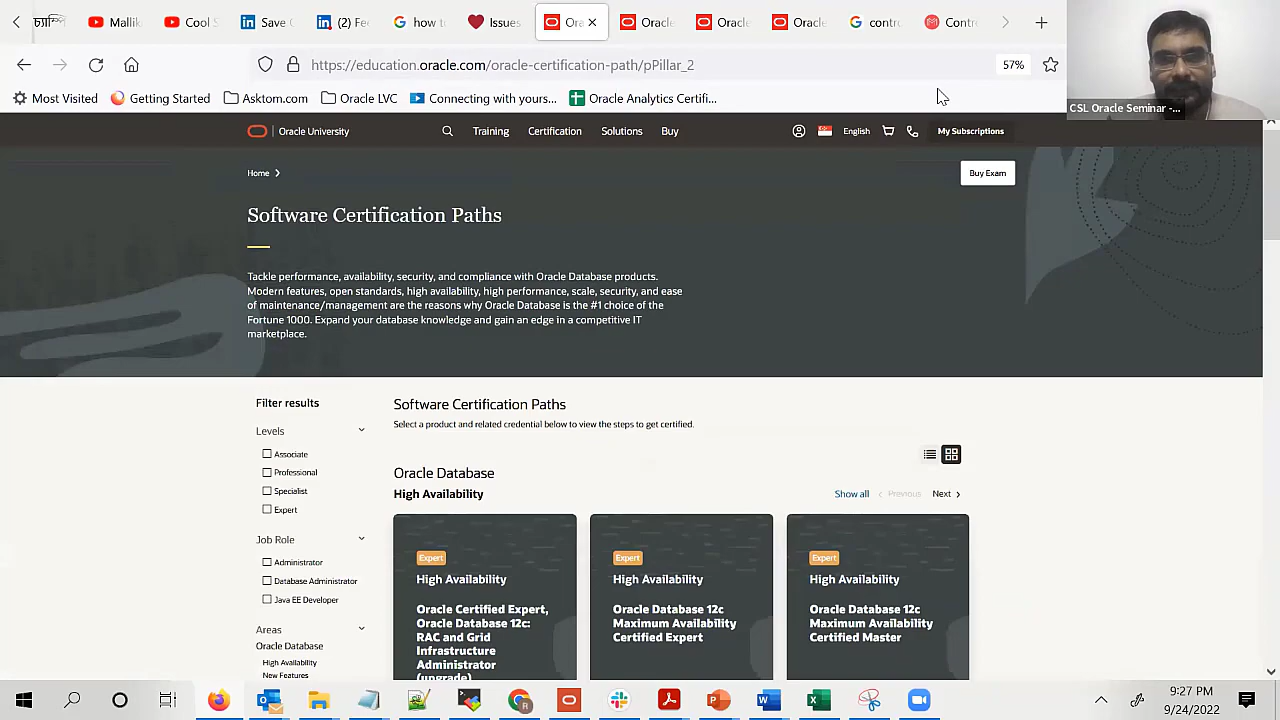 Mallik
Cool S
Save
(2) Fe
how to
Issues
Ora
Oracle
Oracle
Oracle
contro
Contro
https://education.oracle.com/oracle-certification-path/pPillar_2
57%
CSL Oracle Seminar -...
Most Visited
Getting Started
Asktom.com
Oracle LVC
Connecting with yours...
Oracle Analytics Certifi...
Oracle University
Training
Certification
Solutions
Buy
English
My Subscriptions
Home
Buy Exam
Software Certification Paths
Tackle performance, availability, security, and compliance with Oracle Database products.
Modern features, open standards, high availability, high performance, scale, security, and ease
of maintenance/management are the reasons why Oracle Database is the #1 choice of the
Fortune 1000. Expand your database knowledge and gain an edge in a competitive IT
marketplace.
Filter results
Levels
Associate
Professional
Specialist
Expert
Job Role
Administrator
Database Administrator
Java EE Developer
Areas
Oracle Database
High Availability
New Features
Software Certification Paths
Select a product and related credential below to view the steps to get certified.
Oracle Database
High Availability
Show all
Previous
Next
Expert
High Availability
Oracle Certified Expert,
Oracle Database 12c:
RAC and Grid
Infrastructure
Administrator
(upgrade)
Expert
High Availability
Oracle Database 12c
Maximum Availability
Certified Expert
Expert
High Availability
Oracle Database 12c
Maximum Availability
Certified Master
9:27 PM
9/24/2022